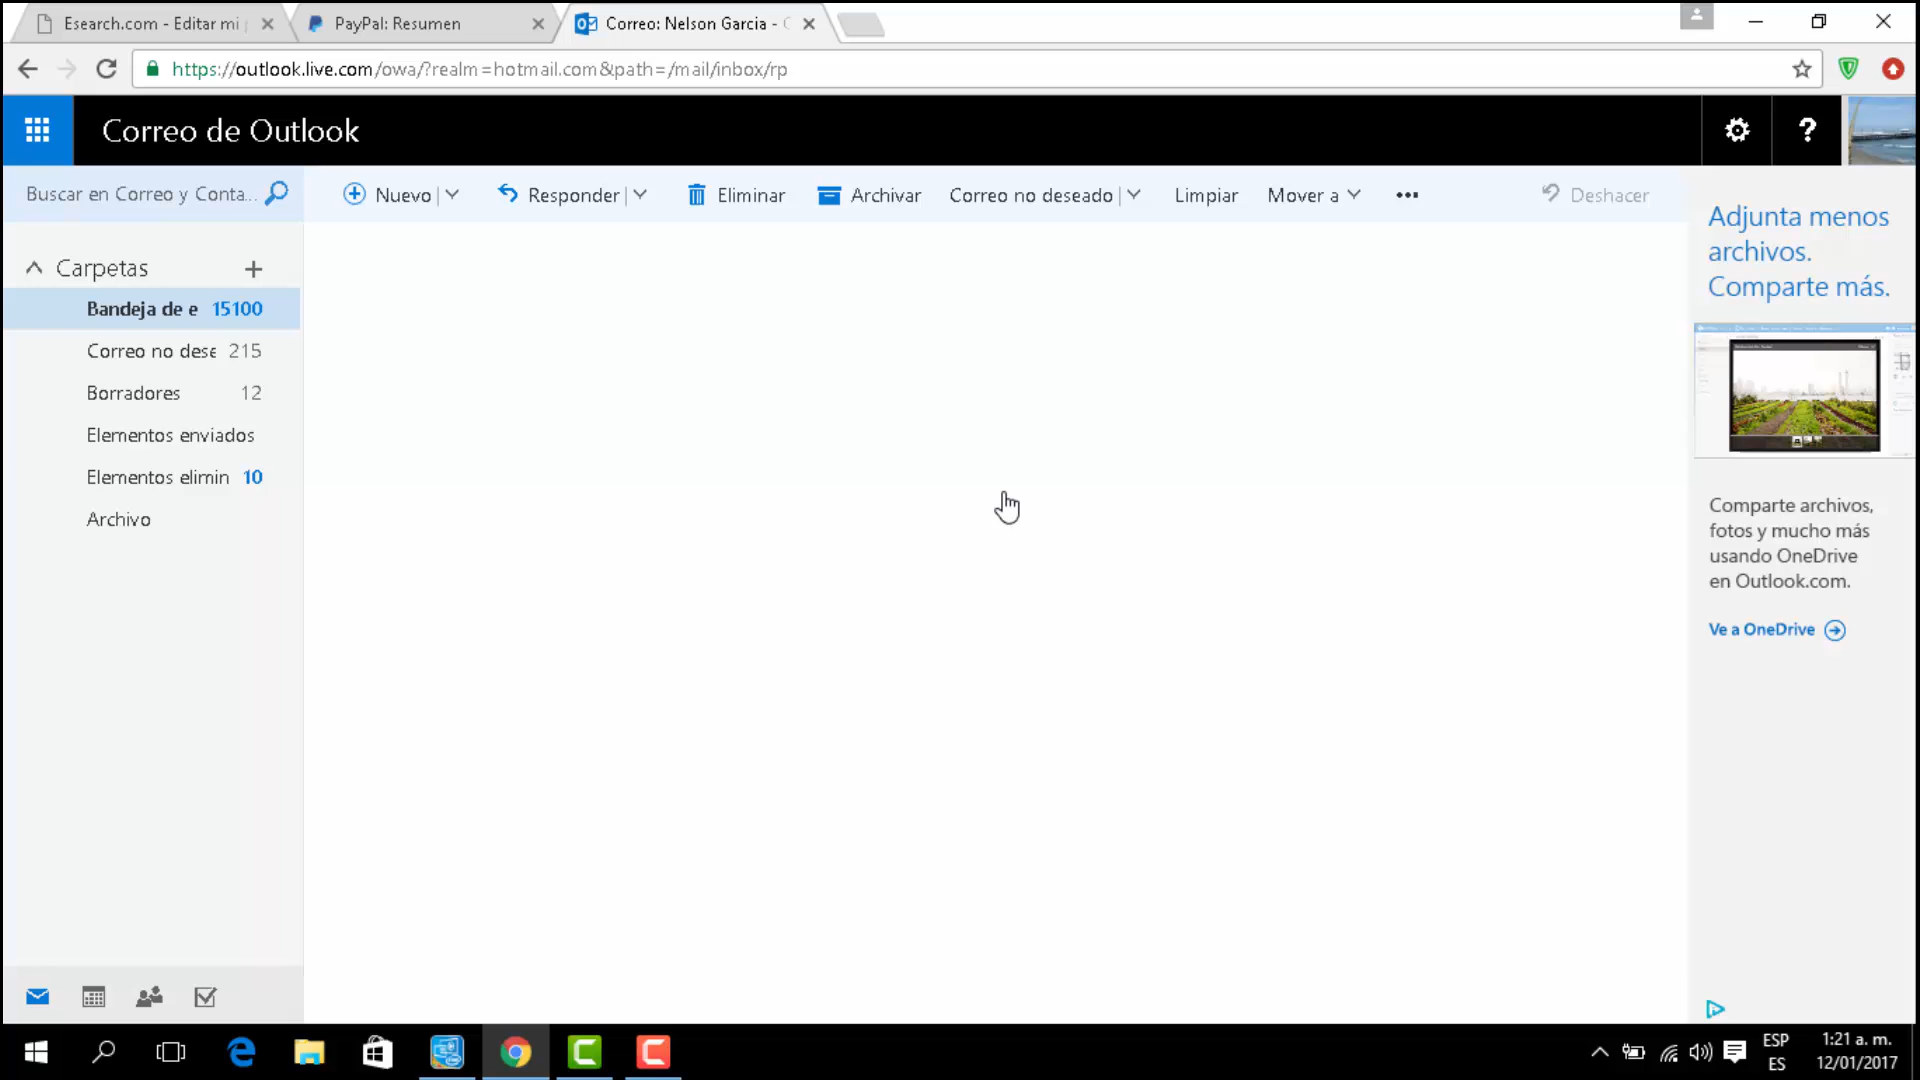 Esearch.com - Editar mi
PayPal: Resumen
Correo: Nelson Garcia -
https://outlook.live.com/owa/?realm=hotmail.com&path=/mail/inbox/rp
Correo de Outlook
?
Buscar en Correo y Conta...
Nuevo
Responder
Eliminar
Archivar
Correo no deseado
Limpiar
Mover a
Deshacer
Carpetas
Bandeja de e 15100
Correo no dese 215
Borradores 12
Elementos enviados
Elementos elimin 10
Archivo
Adjunta menos
archivos.
Comparte más.
Comparte archivos,
fotos y mucho más
usando OneDrive
en Outlook.com.
Ve a OneDrive
ESP
ES
1:21 a. m.
12/01/2017